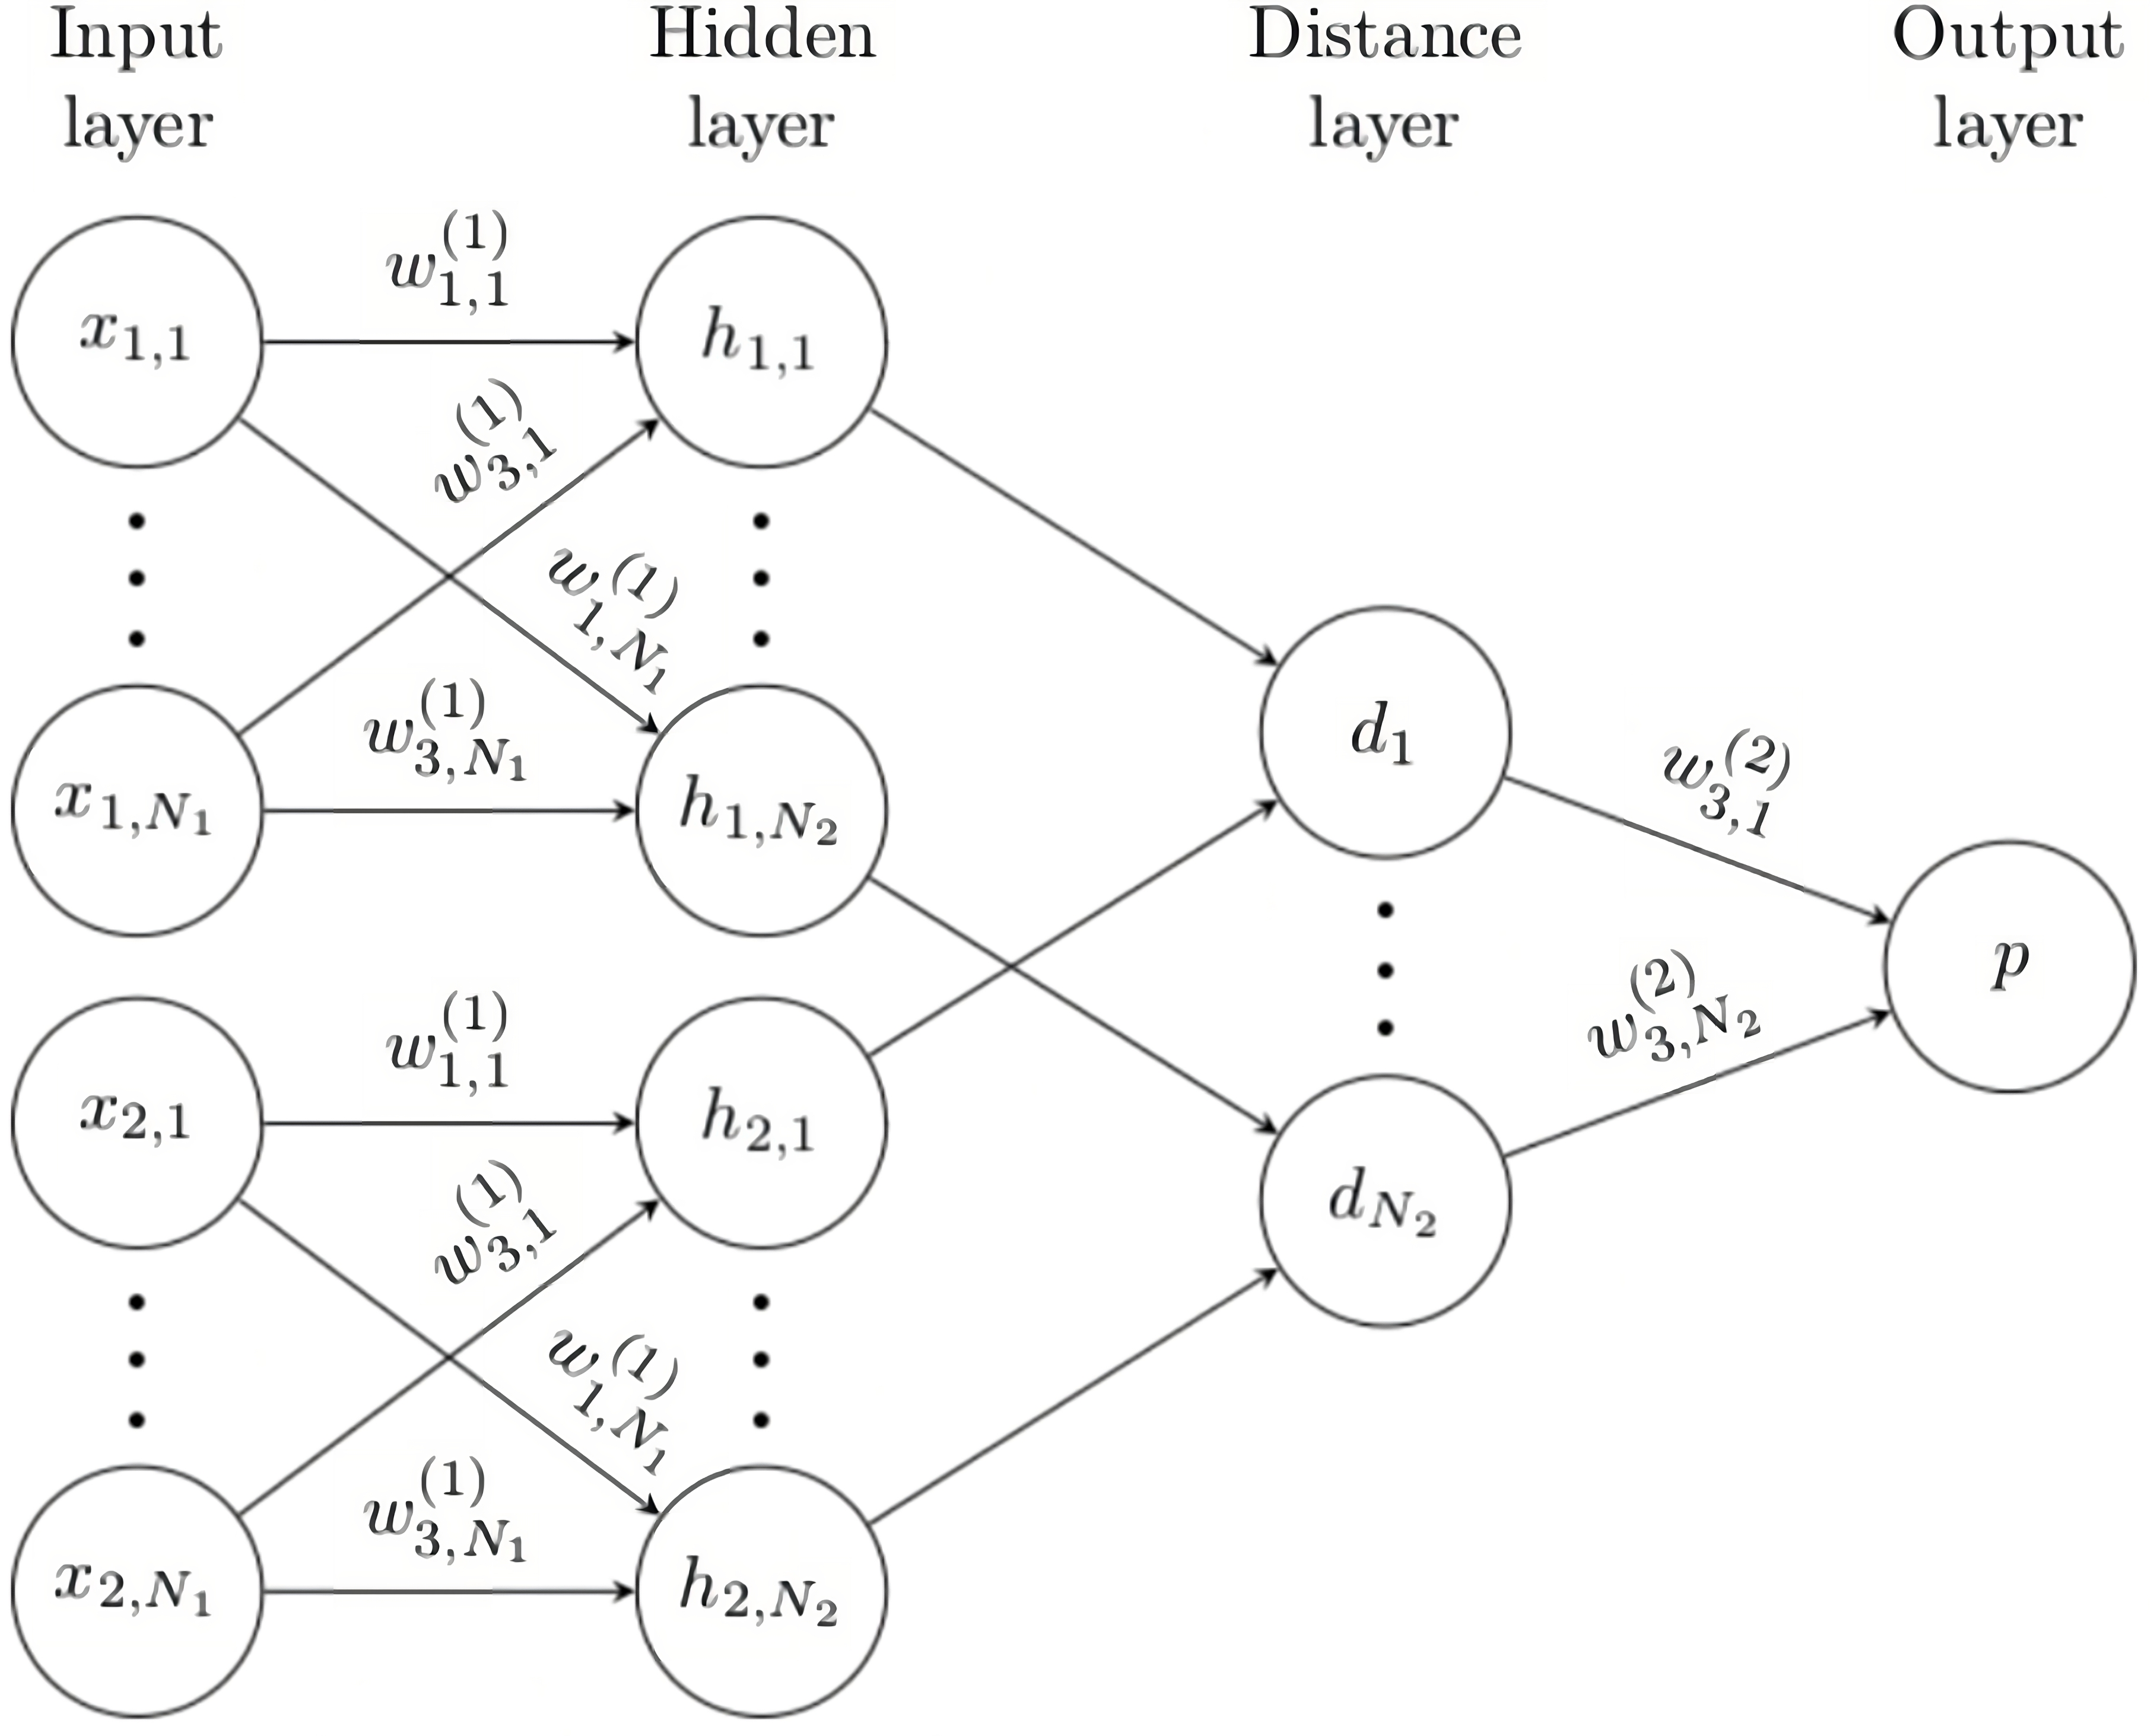 Input layer
Hidden layer
Distance layer
Output layer
w_{1,1}^{(1)}
x_{1,1}
h_{1,1}
w_{3,1}^{(1)}
w_{1,N_1}^{(1)}
w_{3,N_1}^{(1)}
x_{1,N_1}
h_{1,N_2}
d_1
w_{3,1}^{(2)}
p
w_{3,N_2}^{(2)}
w_{1,1}^{(1)}
x_{2,1}
h_{2,1}
d_{N_2}
w_{3,1}^{(1)}
w_{1,N_1}^{(1)}
w_{3,N_1}^{(1)}
x_{2,N_1}
h_{2,N_2}